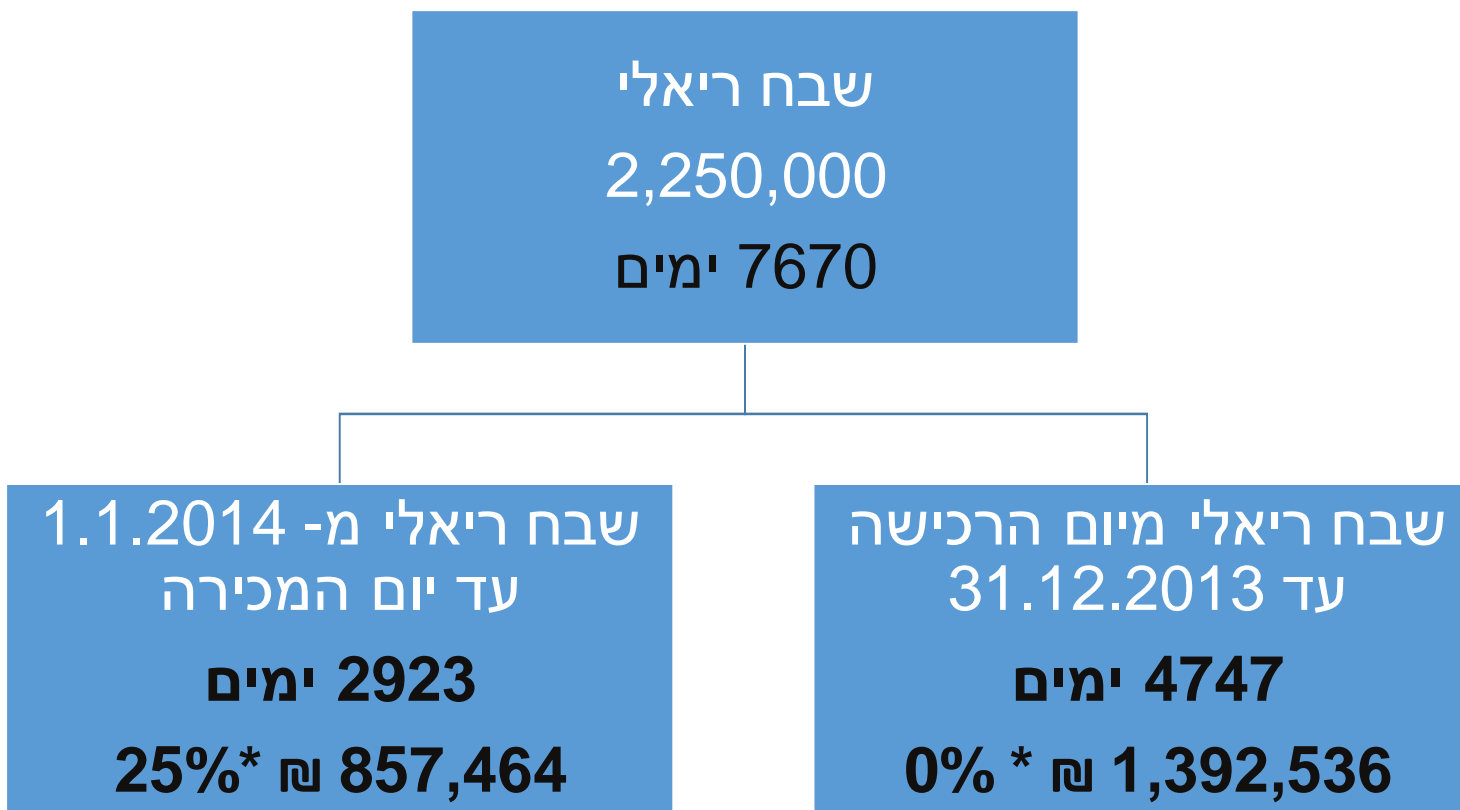 שבח ריאלי
2,250,000
7670 ימים
שבח ריאלי מיום הרכישה
עד 31.12.2013
4747 ימים
1,392,536 ₪ * 0%
שבח ריאלי מ- 1.1.2014
עד יום המכירה
2923 ימים
857,464 ₪ *25%